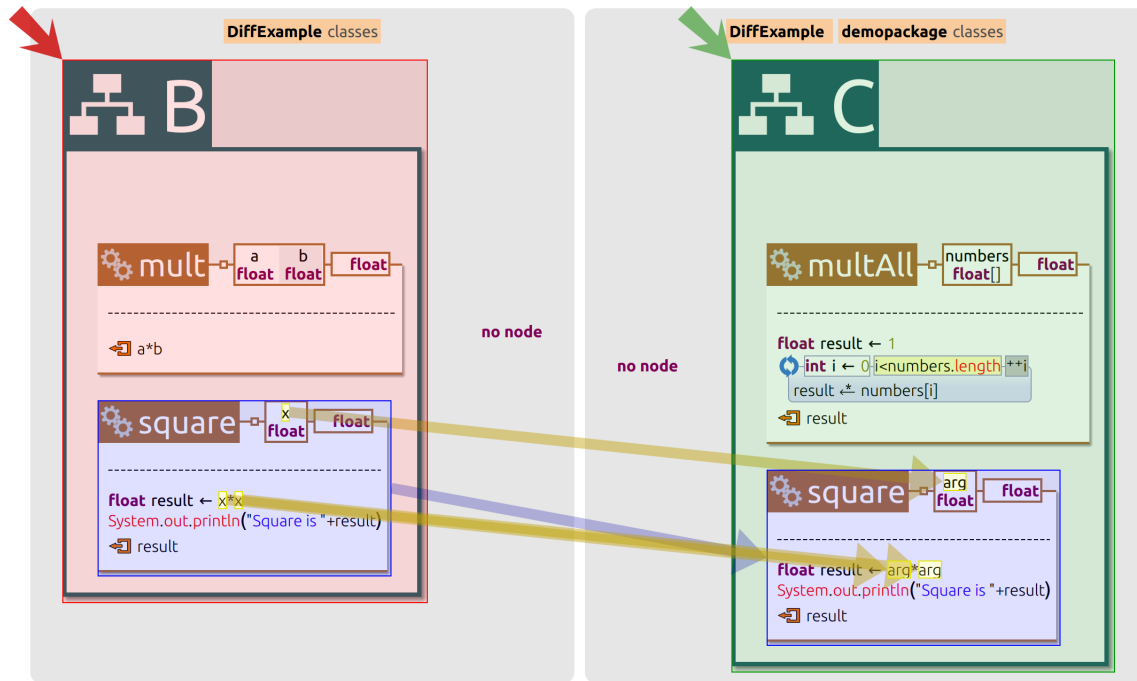 DiffExample classes
B
mult
a b
float float
float
a*b
no node
square
x
float
float
float result ← x*x
System.out.println("Square is "+result)
result
DiffExample demopackage classes
C
multAll
numbers
float[]
float
no node
float result ← 1
int i ← 0 i<numbers.length ++i
result ↞* numbers[i]
result
square
arg
float
float
float result ← arg*arg
System.out.println("Square is "+result)
result